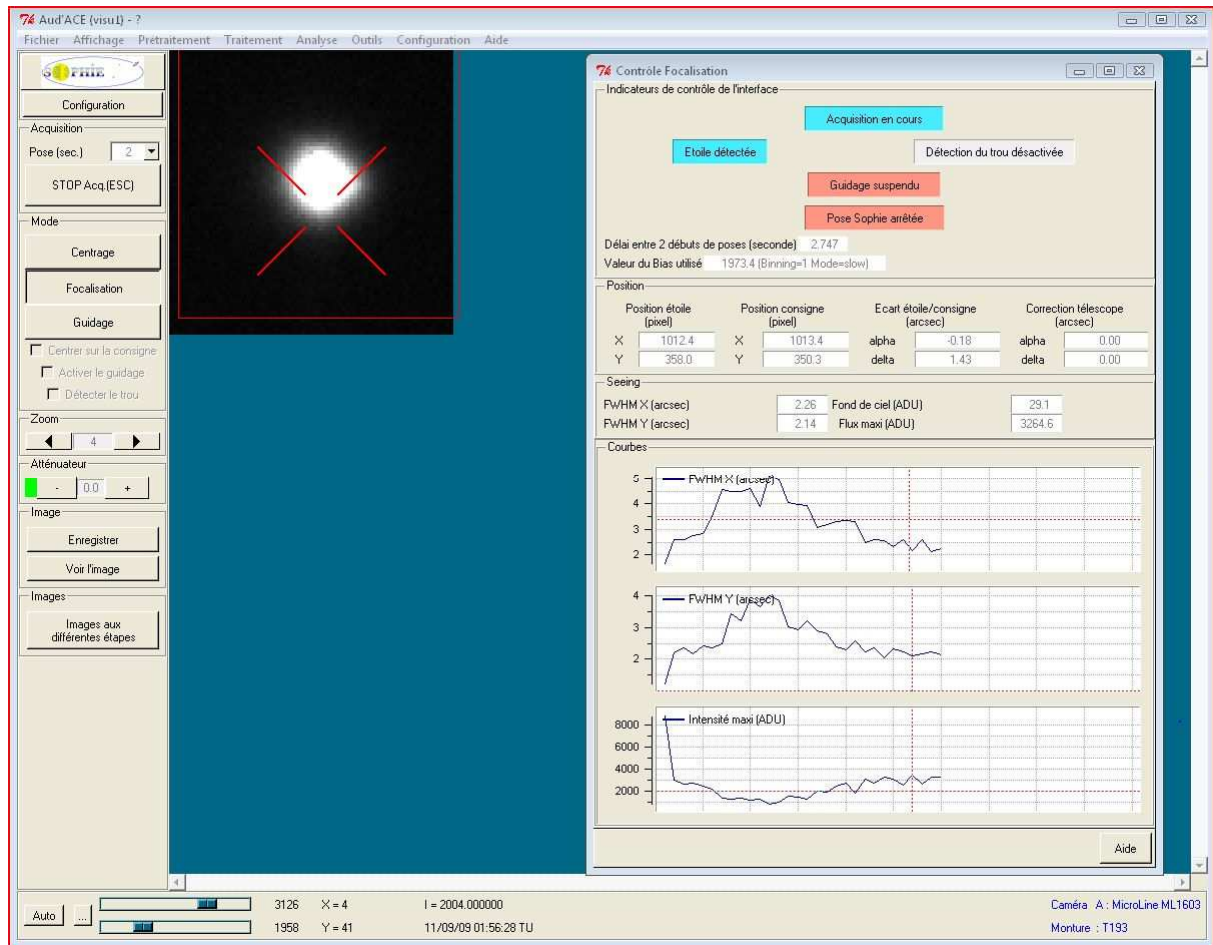 Aud'ACE (visu1) - ?
Fichier Affichage Prétraitement Traitement Analyse Outils Configuration Aide
SOPHIE
Configuration
Acquisition
Pose (sec.) 2
STOP Acq.(ESC)
Mode
Centrage
Focalisation
Guidage
Centrer sur la consigne
Activer le guidage
Détecter le trou
Zoom
4
Atténuateur
- 0.0 +
Image
Enregistrer
Voir l'image
Images
Images aux
différentes étapes
Contrôle Focalisation
Indicateurs de contrôle de l'interface
Acquisition en cours
Etoile détectée
Détection du trou désactivée
Guidage suspendu
Pose Sophie arrêtée
Délai entre 2 débuts de poses (seconde) 2.747
Valeur du Bias utilisé 1973.4 (Binning=1 Mode=slow)
Position
Position étoile Position consigne Ecart étoile/consigne Correction télescope
(pixel) (pixel) (arcsec) (arcsec)
X 1012.4 X 1013.4 alpha -0.18 alpha 0.00
Y 358.0 Y 350.3 delta 1.43 delta 0.00
Seeing
FWHM X (arcsec) 2.26 Fond de ciel (ADU) 29.1
FWHM Y (arcsec) 2.14 Flux maxi (ADU) 3264.6
Courbes
FWHM X (arcsec)
5
4
3
2
FWHM Y (arcsec)
4
3
2
Intensité maxi (ADU)
8000
6000
4000
2000
Aide
Auto ... 3126 X = 4 I = 2004.000000 Caméra A : MicroLine ML1603
1958 Y = 41 11/09/09 01:56:28 TU Monture : T193